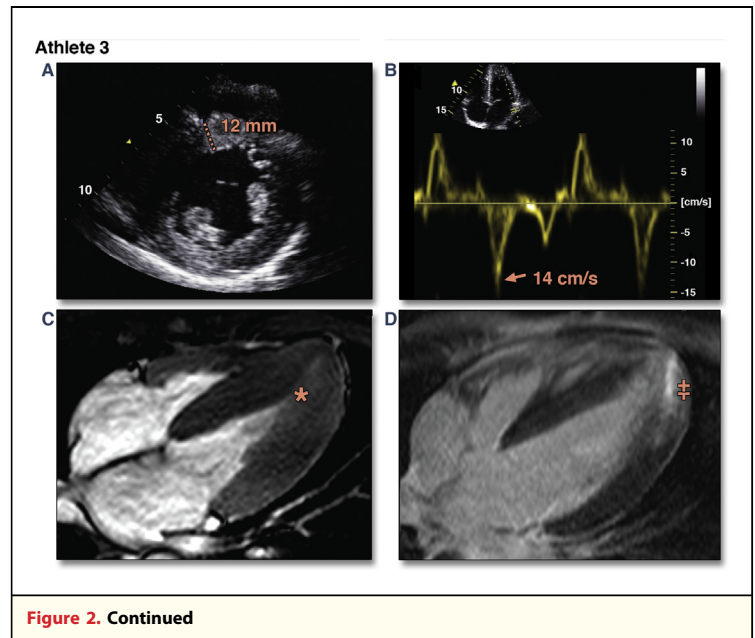 Athlete 3
A
5
12 mm
10
B
10
15
10
5
[cm/s]
-5
-10
14 cm/s
-15
C
*
D
‡
Figure 2. Continued